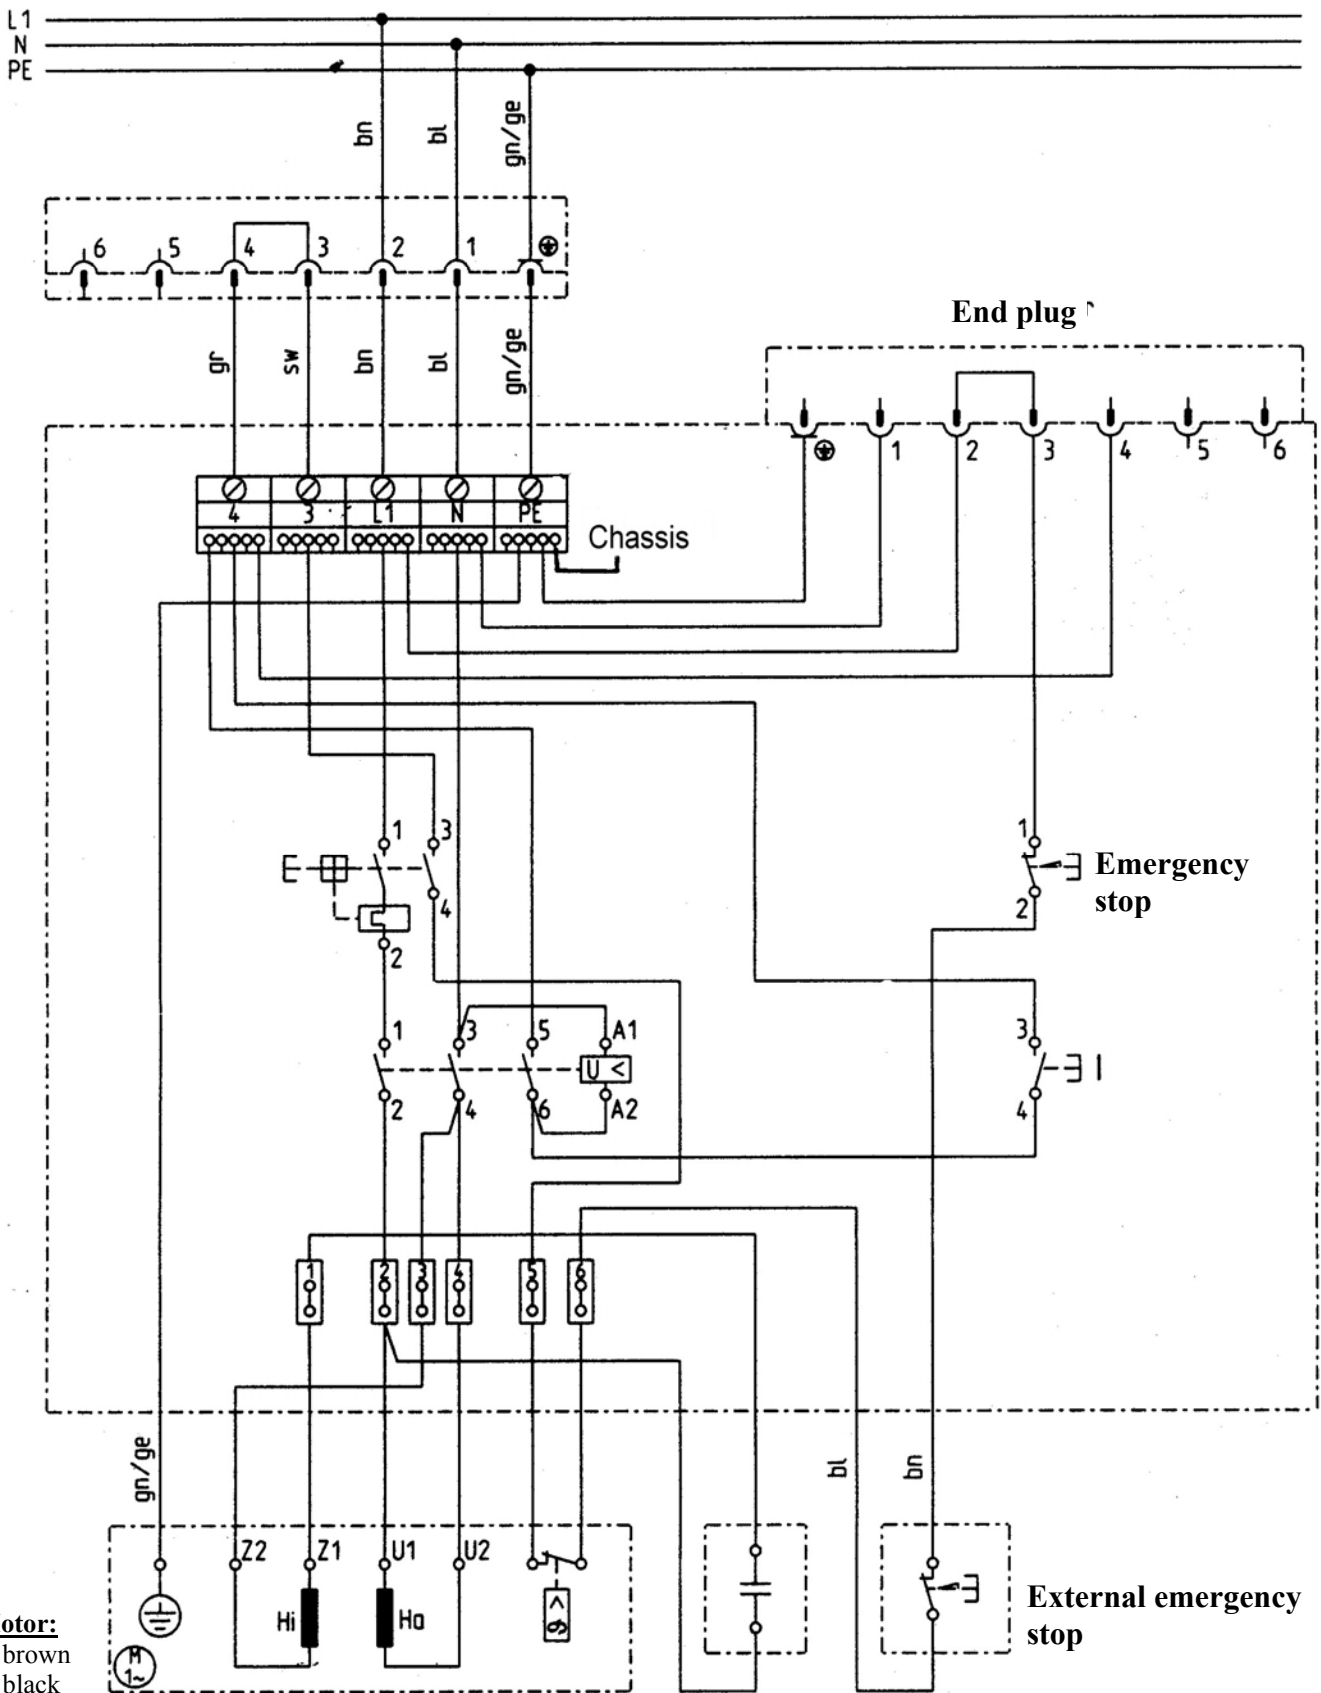 L1
N
PE
bn
bl
gn/ge
6 5 4 3 2 1
gr
sw
bn
bl
gn/ge
End plug
1 2 3 4 5 6
4 3 L1 N PE
Chassis
1 3
4
2
1
2
Emergency
stop
1 3 5 A1
U <
2 4 6 A2
3
4
1 2 3 4 5 6
gn/ge
bl
bn
Z2 Z1 U1 U2
Hi Ha
M
1~
External emergency
stop
otor:
brown
black